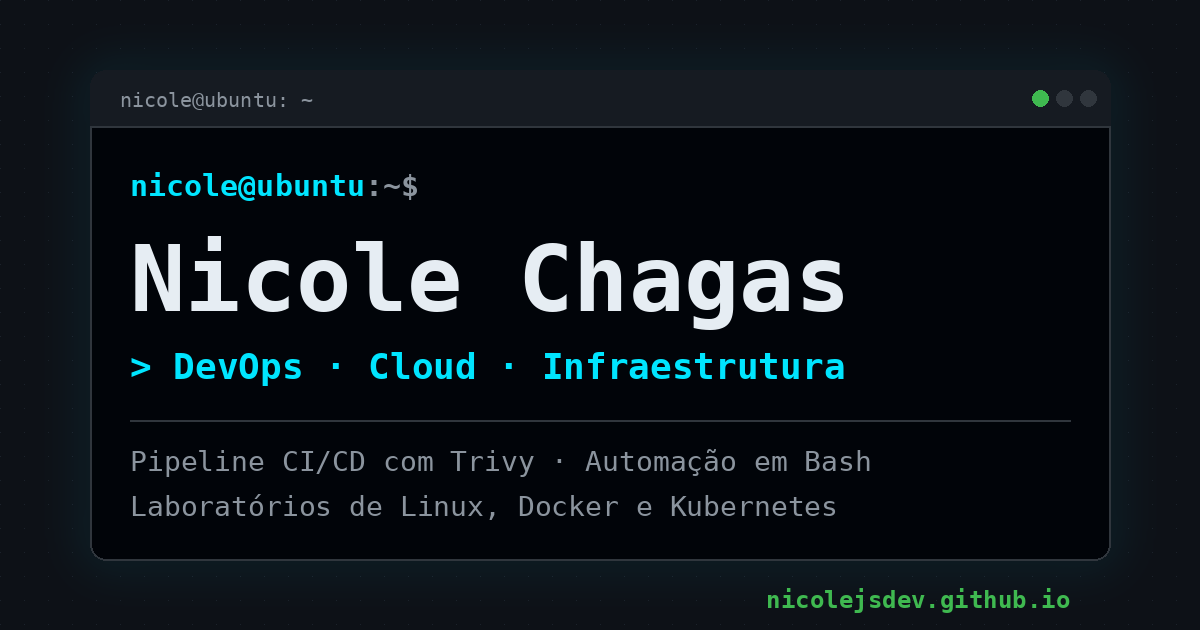 nicole@ubuntu: ~
nicole@ubuntu:~$
Nicole Chagas
> DevOps · Cloud · Infraestrutura
Pipeline CI/CD com Trivy · Automação em Bash
Laboratórios de Linux, Docker e Kubernetes
nicolejsdev.github.io